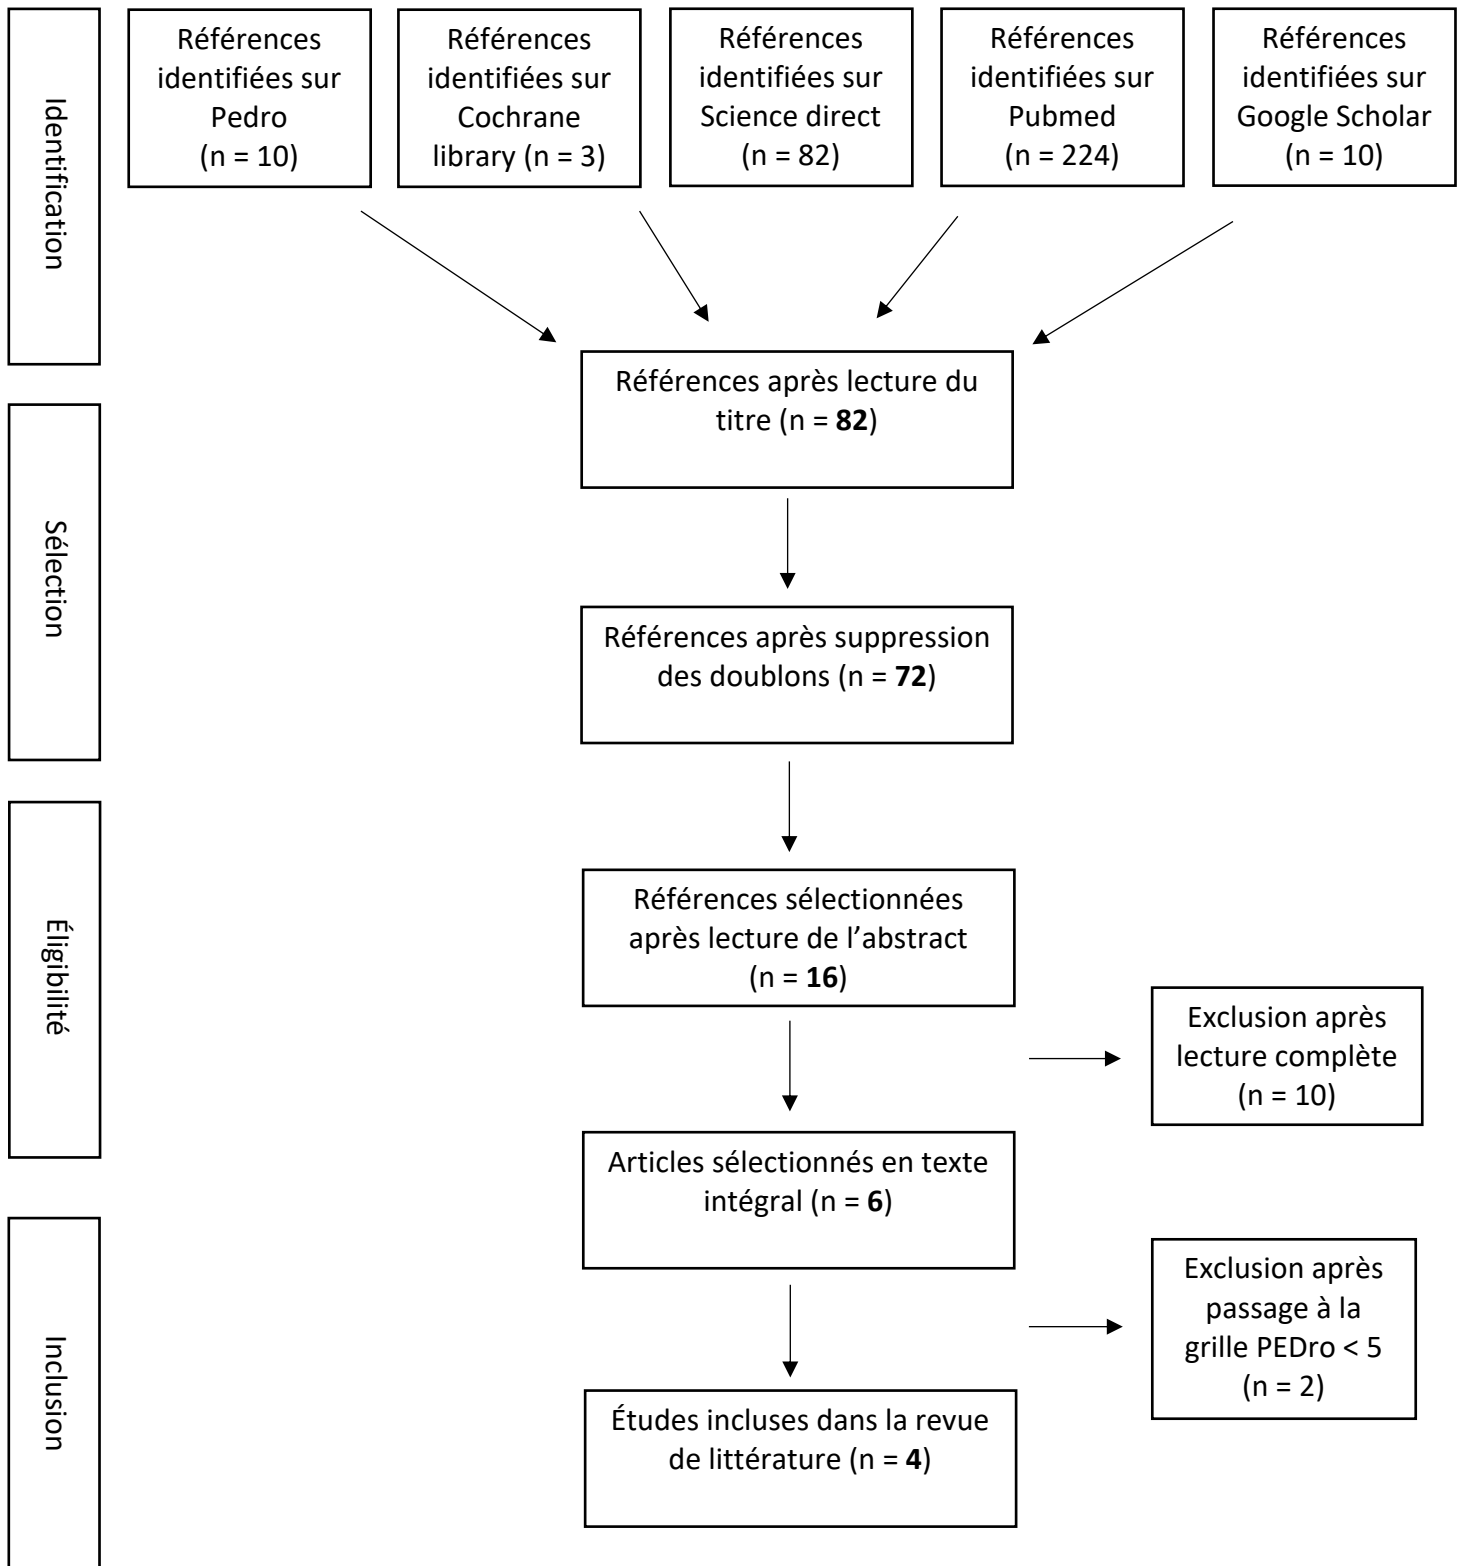 Identification
Références
identifiées sur
Pedro
(n = 10)
Références
identifiées sur
Cochrane
library (n = 3)
Références
identifiées sur
Science direct
(n = 82)
Références
identifiées sur
Pubmed
(n = 224)
Références
identifiées sur
Google Scholar
(n = 10)
Références après lecture du
titre (n = 82)
Sélection
Références après suppression
des doublons (n = 72)
Éligibilité
Références sélectionnées
après lecture de l’abstract
(n = 16)
Exclusion après
lecture complète
(n = 10)
Articles sélectionnés en texte
intégral (n = 6)
Inclusion
Exclusion après
passage à la
grille PEDro < 5
(n = 2)
Études incluses dans la revue
de littérature (n = 4)